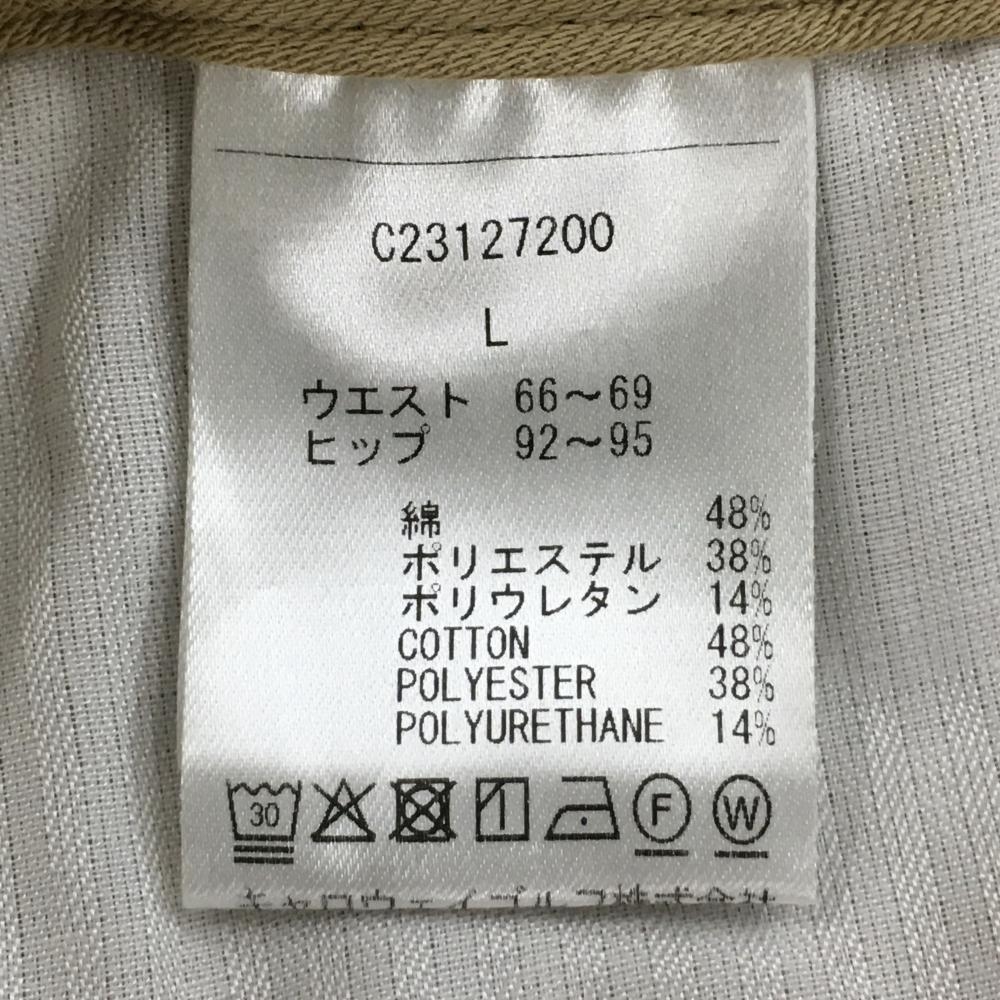 C23127200
L
ウエスト 66～69
ヒップ 92～95
綿 48%
ポリエステル 38%
ポリウレタン 14%
COTTON 48%
POLYESTER 38%
POLYURETHANE 14%
30 F W